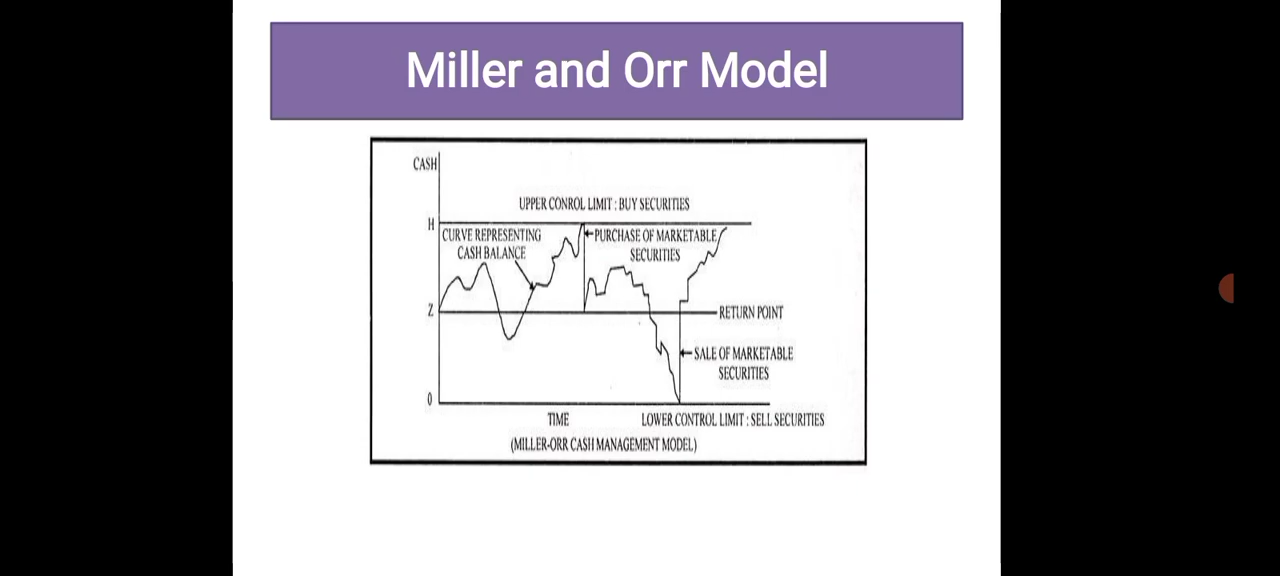 Miller and Orr Model
CASH
UPPER CONROL LIMIT : BUY SECURITIES
H
CURVE REPRESENTING
CASH BALANCE
PURCHASE OF MARKETABLE
SECURITIES
Z
RETURN POINT
SALE OF MARKETABLE
SECURITIES
0
TIME
LOWER CONTROL LIMIT : SELL SECURITIES
(MILLER-ORR CASH MANAGEMENT MODEL)